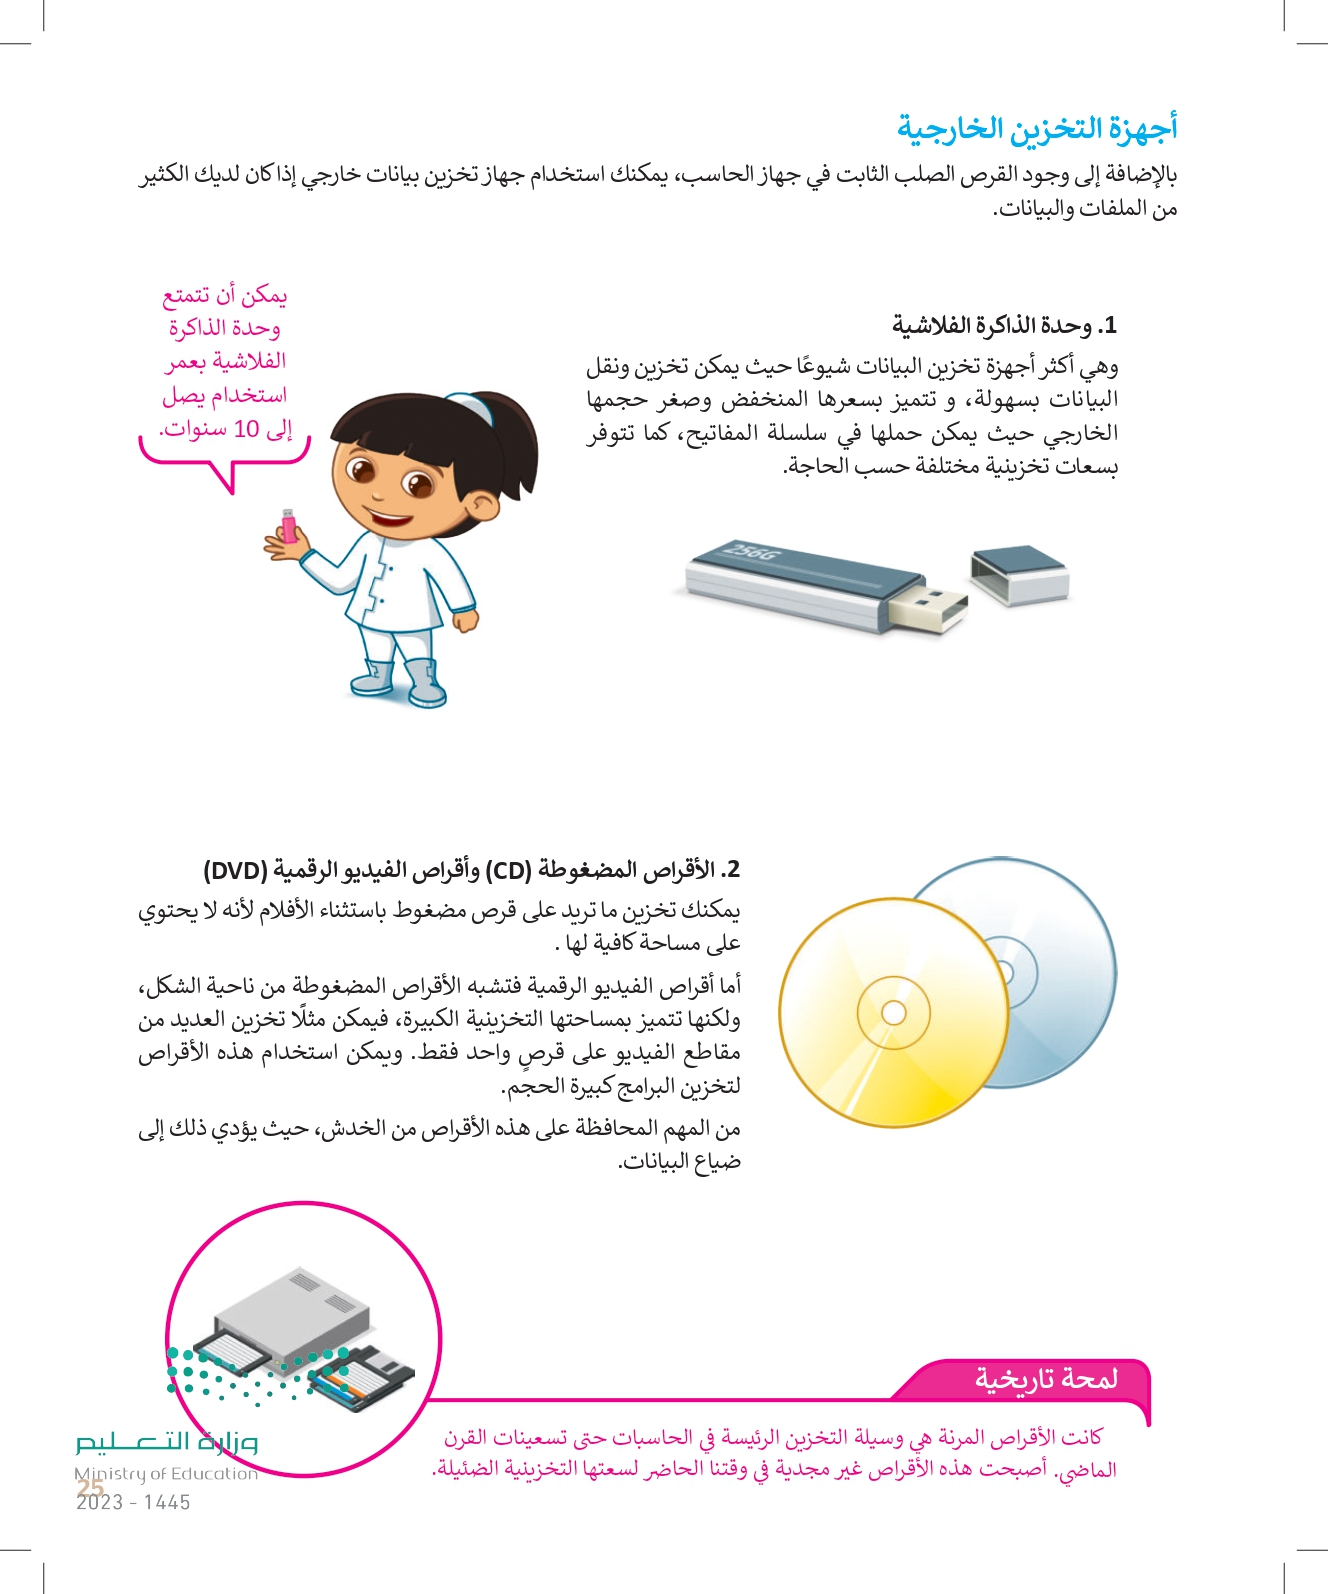 أجهزة التخزين الخارجية
بالإضافة إلى وجود القرص الصلب الثابت في جهاز الحاسب، يمكنك استخدام جهاز تخزين بيانات خارجي إذا كان لديك الكثير
من الملفات والبيانات.
1. وحدة الذاكرة الفلاشية
وهي أكثر أجهزة تخزين البيانات شيوعًا حيث يمكن تخزين ونقل
البيانات بسهولة، و تتميز بسعرها المنخفض وصغر حجمها
الخارجي حيث يمكن حملها في سلسلة المفاتيح، كما تتوفر
بسعات تخزينية مختلفة حسب الحاجة.
يمكن أن تتمتع
وحدة الذاكرة
الفلاشية بعمر
استخدام يصل
إلى 10 سنوات.
256G
2. الأقراص المضغوطة (CD) وأقراص الفيديو الرقمية (DVD)
يمكنك تخزين ما تريد على قرص مضغوط باستثناء الأفلام لأنه لا يحتوي
على مساحة كافية لها .
أما أقراص الفيديو الرقمية فتشبه الأقراص المضغوطة من ناحية الشكل،
ولكنها تتميز بمساحتها التخزينية الكبيرة، فيمكن مثلًا تخزين العديد من
مقاطع الفيديو على قرصٍ واحد فقط. ويمكن استخدام هذه الأقراص
لتخزين البرامج كبيرة الحجم.
من المهم المحافظة على هذه الأقراص من الخدش، حيث يؤدي ذلك إلى
ضياع البيانات.
لمحة تاريخية
كانت الأقراص المرنة هي وسيلة التخزين الرئيسة في الحاسبات حتى تسعينات القرن
الماضي. أصبحت هذه الأقراص غير مجدية في وقتنا الحاضر لسعتها التخزينية الضئيلة.
وزارة التعليم
Ministry of Education
25
2023 - 1445